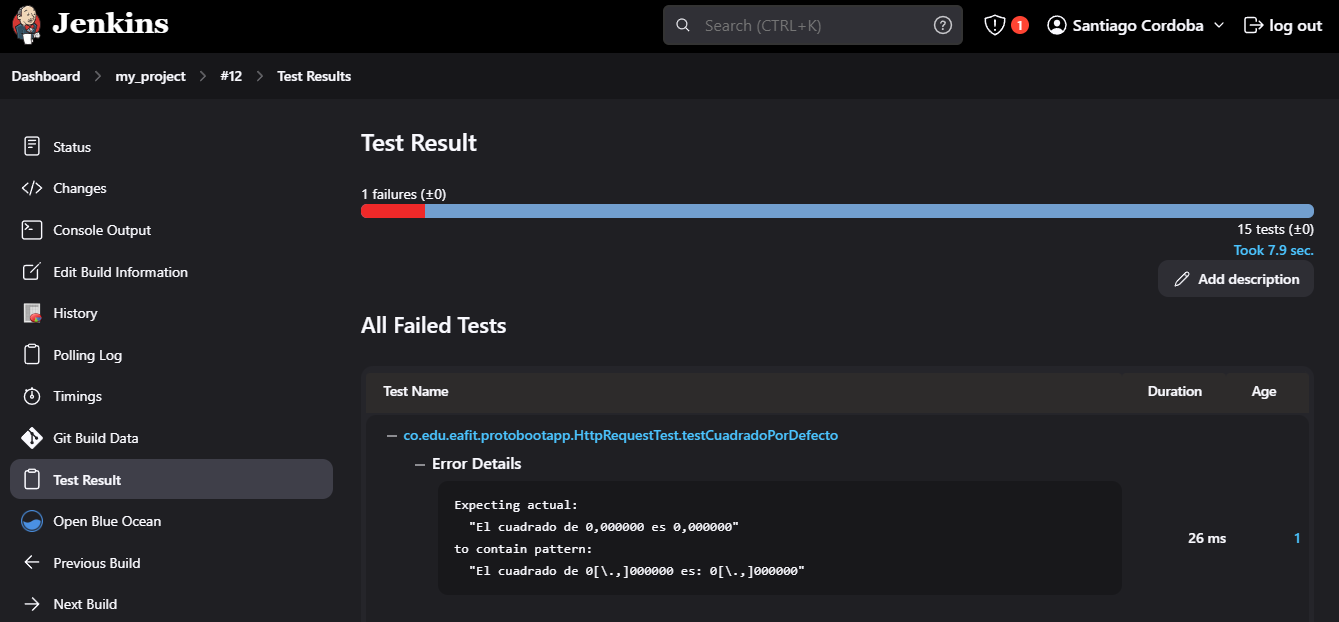 Jenkins
Search (CTRL+K)
1
Santiago Cordoba
log out
Dashboard
my_project
#12
Test Results
Status
Changes
Console Output
Edit Build Information
History
Polling Log
Timings
Git Build Data
Test Result
Open Blue Ocean
Previous Build
Next Build
Test Result
1 failures (±0)
15 tests (±0)
Took 7.9 sec.
Add description
All Failed Tests
Test Name Duration Age
co.edu.eafit.protobootapp.HttpRequestTest.testCuadradoPorDefecto
Error Details
Expecting actual:
"El cuadrado de 0,000000 es 0,000000"
to contain pattern:
"El cuadrado de 0[\.,]000000 es: 0[\.,]000000"
26 ms 1